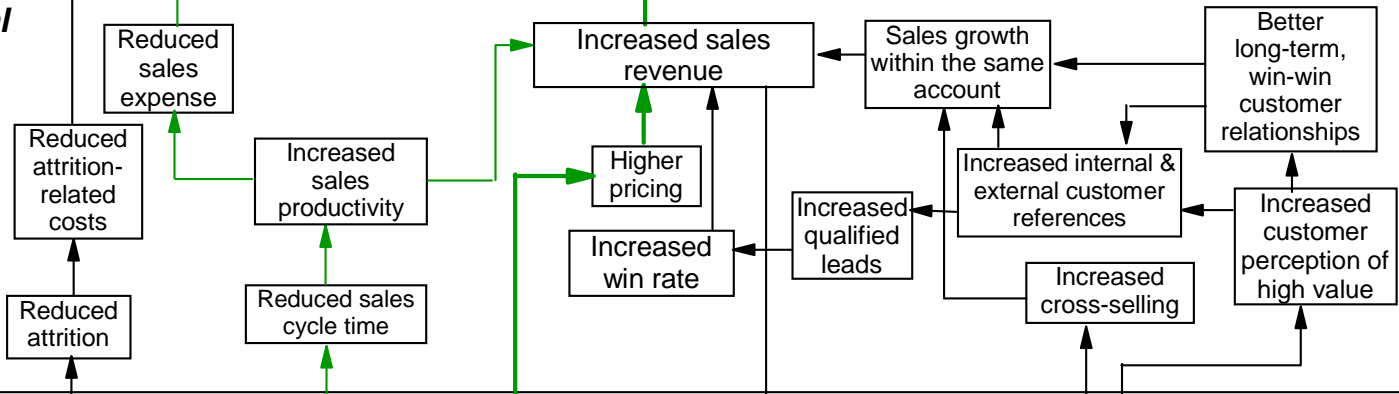 al
Reduced
sales
expense
Increased sales
revenue
Sales growth
within the same
account
Better
long-term,
win-win
customer
relationships
Reduced
attrition-
related
costs
Increased
sales
productivity
Higher
pricing
Increased internal &
external customer
references
Increased
qualified
leads
Increased
customer
perception of
high value
Increased
win rate
Increased
cross-selling
Reduced
attrition
Reduced sales
cycle time